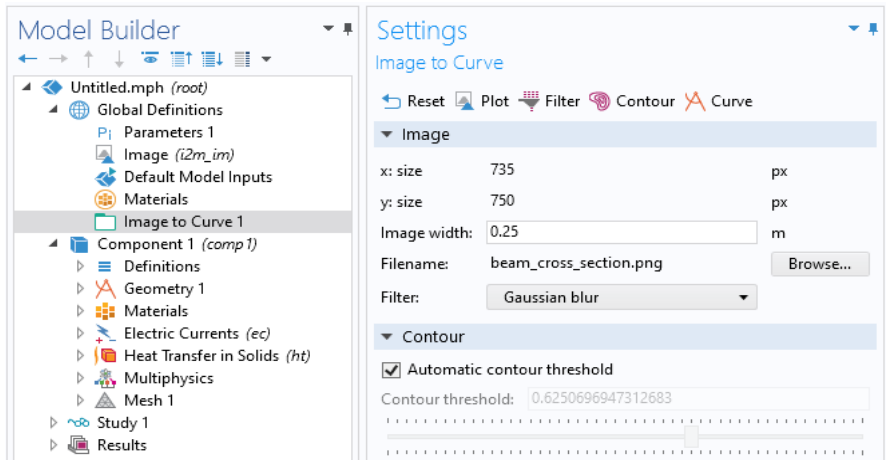 Model Builder
Untitled.mph (root)
Global Definitions
Pi Parameters 1
Image (i2m_im)
Default Model Inputs
Materials
Image to Curve 1
Component 1 (comp1)
Definitions
Geometry 1
Materials
Electric Currents (ec)
Heat Transfer in Solids (ht)
Multiphysics
Mesh 1
Study 1
Results
Settings
Image to Curve
Reset Plot Filter Contour Curve
Image
x: size 735 px
y: size 750 px
Image width: 0.25 m
Filename: beam_cross_section.png Browse...
Filter: Gaussian blur
Contour
Automatic contour threshold
Contour threshold: 0.6250696947312683